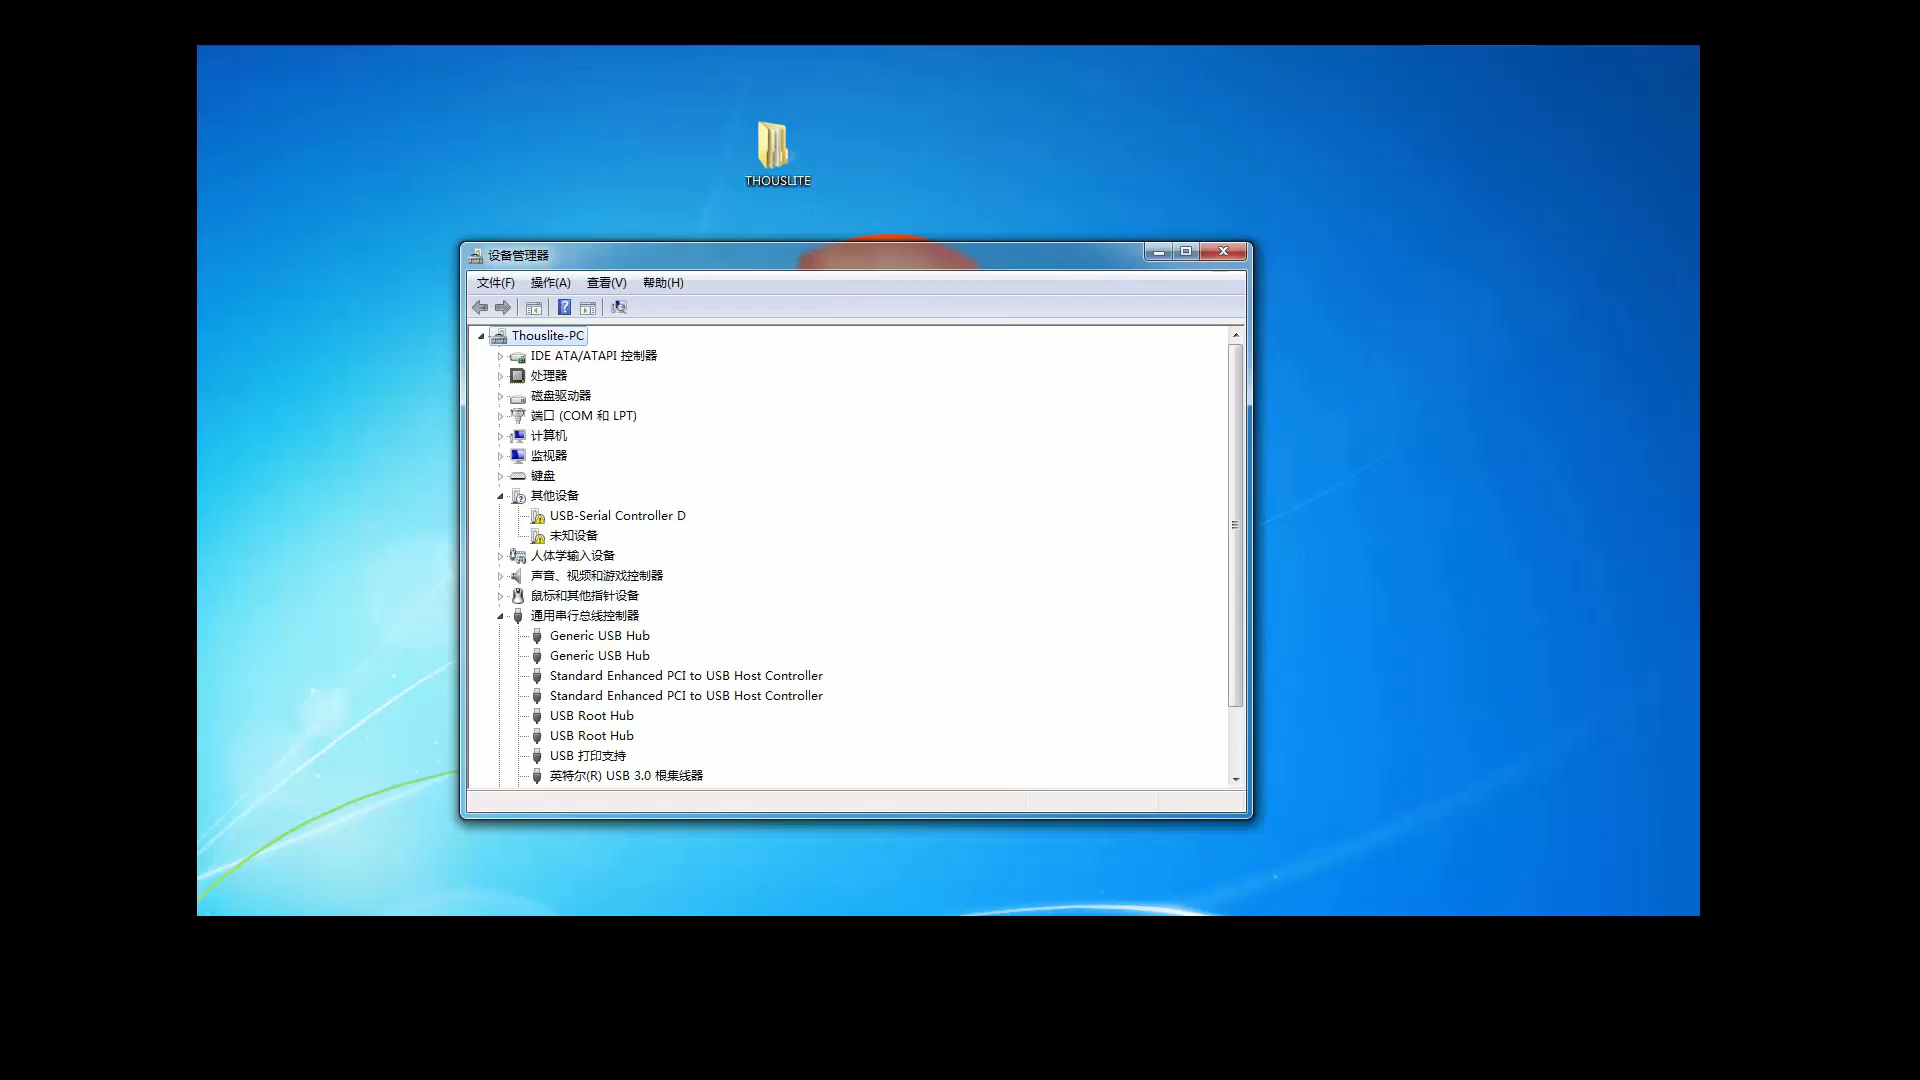 THOUSLITE
设备管理器
文件(F) 操作(A) 查看(V) 帮助(H)
Thouslite-PC
IDE ATA/ATAPI 控制器
处理器
磁盘驱动器
端口 (COM 和 LPT)
计算机
监视器
键盘
其他设备
USB-Serial Controller D
未知设备
人体学输入设备
声音、视频和游戏控制器
鼠标和其他指针设备
通用串行总线控制器
Generic USB Hub
Generic USB Hub
Standard Enhanced PCI to USB Host Controller
Standard Enhanced PCI to USB Host Controller
USB Root Hub
USB Root Hub
USB 打印支持
英特尔(R) USB 3.0 根集线器